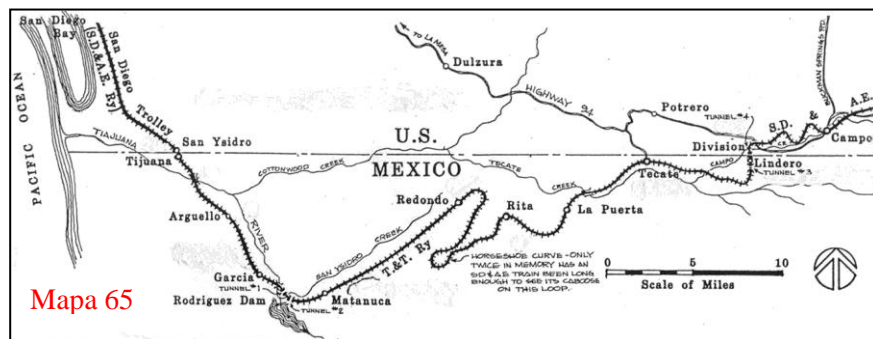 San Diego
Bay
San Diego
(S.D.&A.E. Ry)
Trolley
PACIFIC OCEAN
TIAJUANA
RIVER
San Ysidro
Tijuana
Arguello
Garcia
TUNNEL #1
Rodriguez Dam
TUNNEL #2
Matanuca
SAN YSIDRO CREEK
T.&T. Ry
Redondo
COTTONWOOD CREEK
U.S.
MEXICO
TO LA MESA
Dulzura
HIGHWAY 94
Potrero
TUNNEL #4
Division
S.D. & A.E.
CR.
Campo
Lindero
TUNNEL #3
CAMPO
Tecate
TECATE
CREEK
La Puerta
Rita
HORSESHOE CURVE - ONLY
TWICE IN MEMORY HAS AN
SD&AE TRAIN BEEN LONG
ENOUGH TO SEE ITS CABOOSE
ON THIS LOOP.
0 5 10
Scale of Miles
Mapa 65